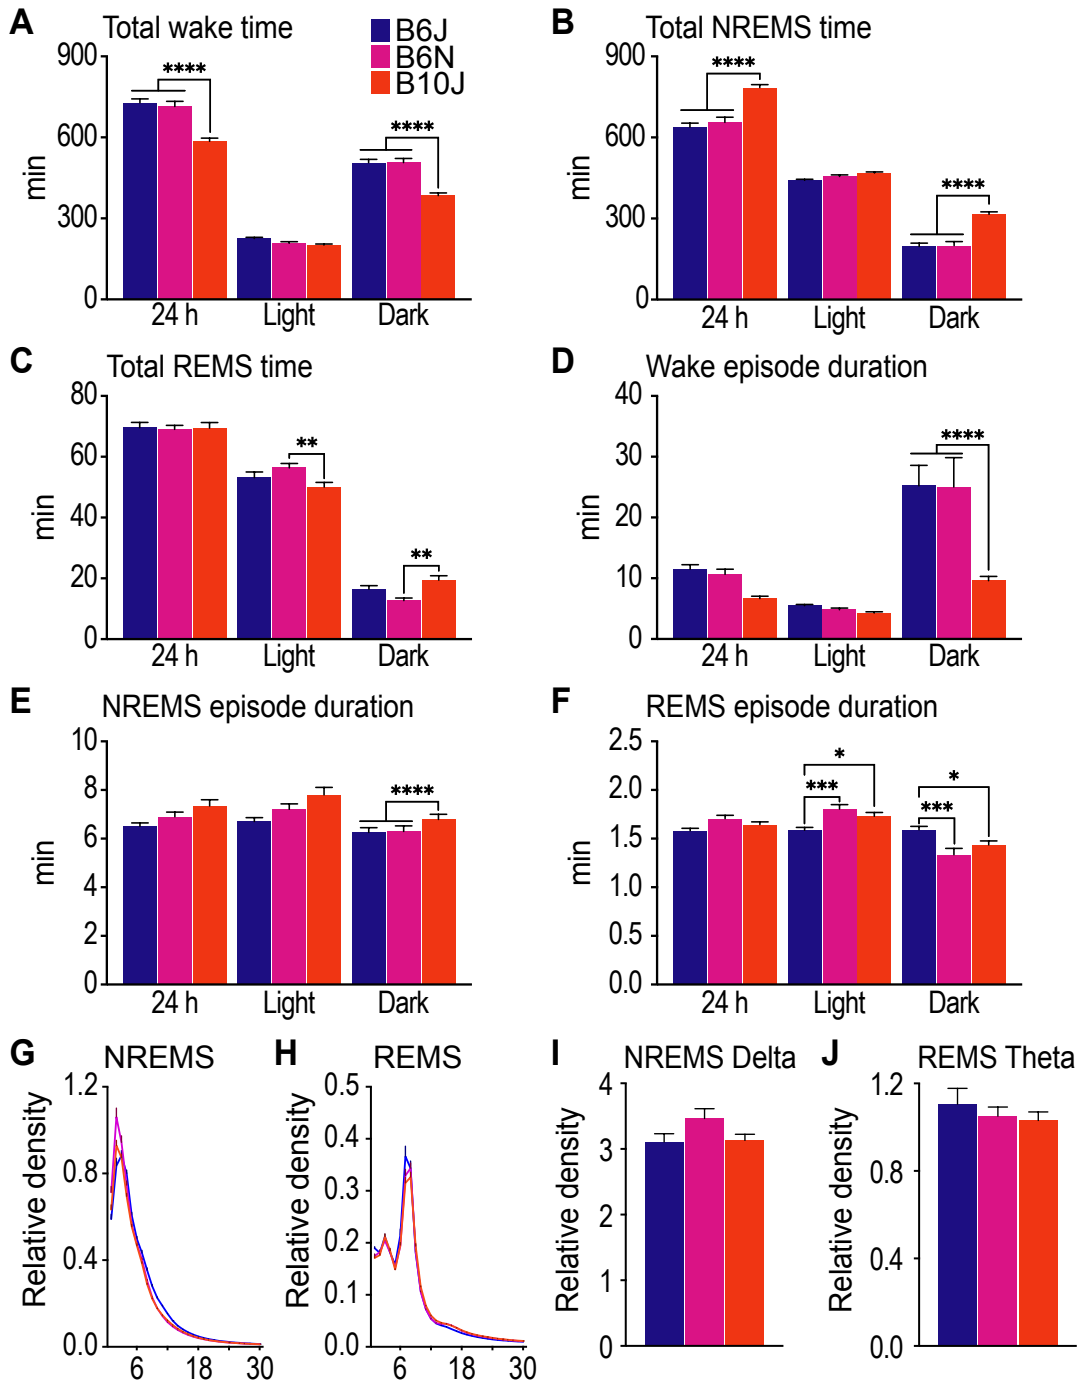 A Total wake time
B6J
B6N
B10J
900
600
300
0
min
****
****
24 h Light Dark
B Total NREMS time
900
600
300
0
min
****
****
24 h Light Dark
C Total REMS time
80
60
40
20
0
min
**
**
24 h Light Dark
D Wake episode duration
40
30
20
10
0
min
****
24 h Light Dark
E NREMS episode duration
10
8
6
4
2
0
min
****
24 h Light Dark
F REMS episode duration
2.5
2.0
1.5
1.0
0.5
0.0
min
*
***
*
***
24 h Light Dark
G NREMS
1.2
0.8
0.4
0.0
Relative density
6 18 30
H REMS
0.5
0.4
0.3
0.2
0.1
0.0
Relative density
6 18 30
I NREMS Delta
4
3
2
1
0
Relative density
J REMS Theta
1.2
0.8
0.4
0.0
Relative density